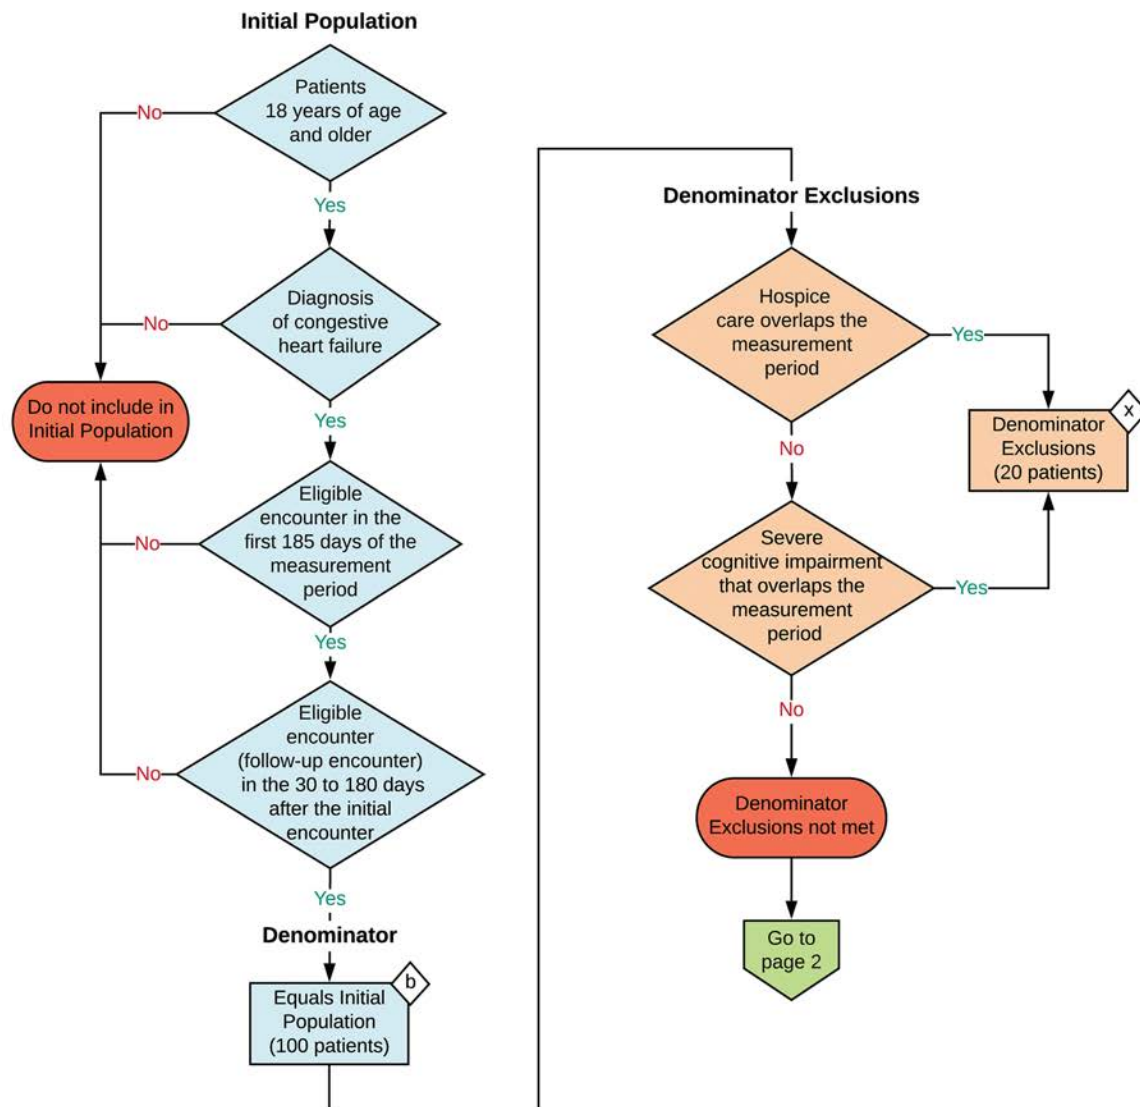 Initial Population
Patients
18 years of age
and older
No
Yes
Diagnosis
of congestive
heart failure
No
Do not include in
Initial Population
Yes
Eligible
encounter in the
first 185 days of the
measurement
period
No
Yes
Eligible
encounter
(follow-up encounter)
in the 30 to 180 days
after the initial
encounter
No
Yes
Denominator
b
Equals Initial
Population
(100 patients)
Denominator Exclusions
Hospice
care overlaps the
measurement
period
Yes
x
Denominator
Exclusions
(20 patients)
No
Severe
cognitive impairment
that overlaps the
measurement
period
Yes
No
Denominator
Exclusions not met
Go to
page 2